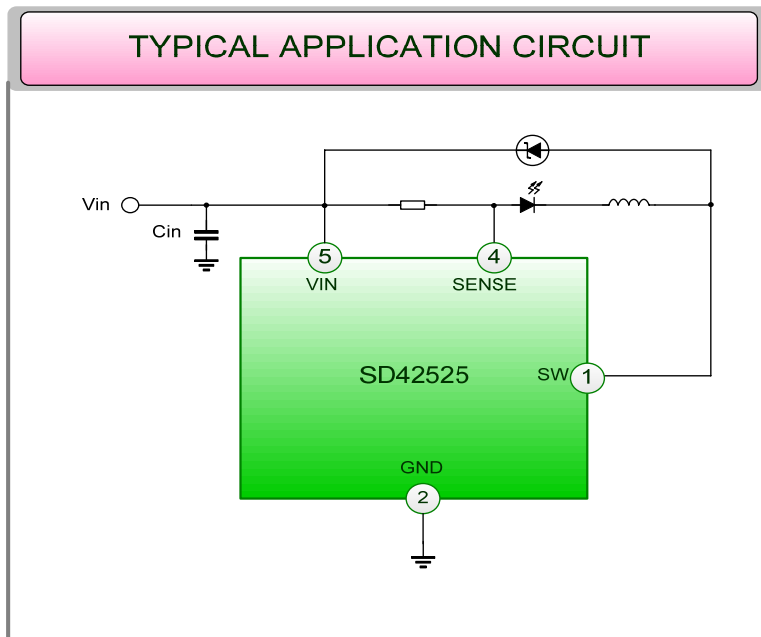 TYPICAL APPLICATION CIRCUIT
Vin
Cin
5
4
VIN
SENSE
SD42525
SW
1
GND
2